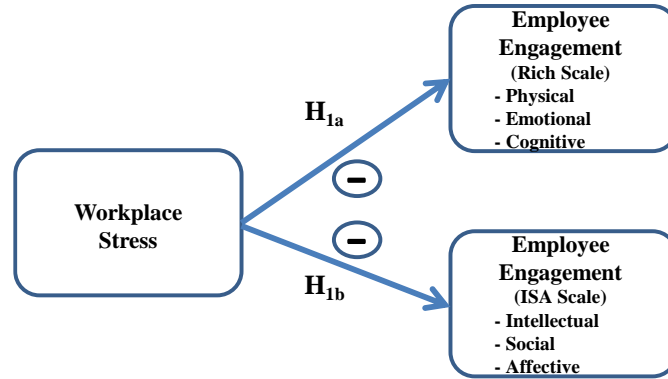 Workplace
Stress
H1a
−
−
H1b
Employee
Engagement
(Rich Scale)
- Physical
- Emotional
- Cognitive
Employee
Engagement
(ISA Scale)
- Intellectual
- Social
- Affective